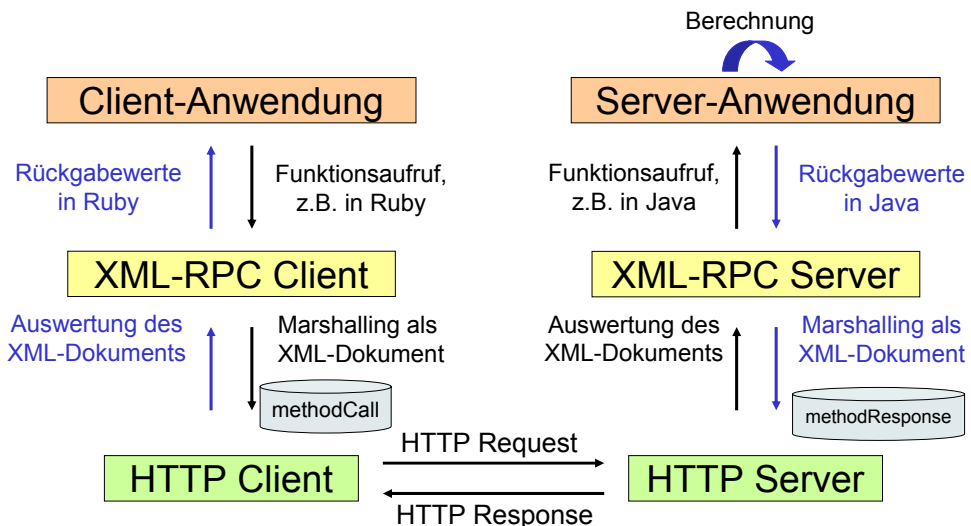 Berechnung
Client-Anwendung
Server-Anwendung
Rückgabewerte
in Ruby
Funktionsaufruf,
z.B. in Ruby
Funktionsaufruf,
z.B. in Java
Rückgabewerte
in Java
XML-RPC Client
XML-RPC Server
Auswertung des
XML-Dokuments
Marshalling als
XML-Dokument
Auswertung des
XML-Dokuments
Marshalling als
XML-Dokument
methodCall
methodResponse
HTTP Request
HTTP Client
HTTP Server
HTTP Response